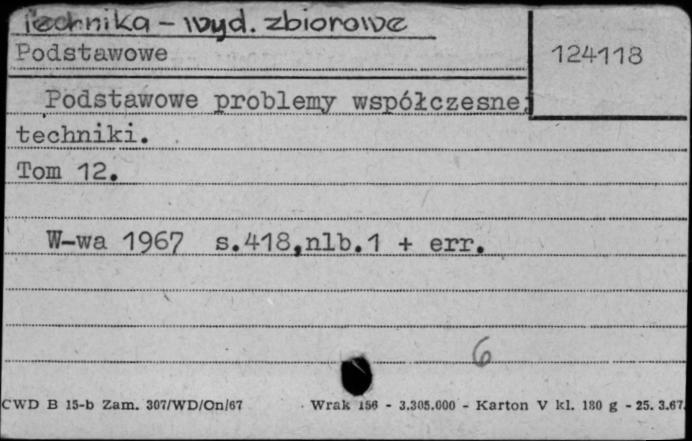 Technika - wyd. zbiorowe
Podstawowe
124118
Podstawowe problemy współczesnej
techniki.
Tom 12.
W-wa 1967 s.418,nlb.1 + err.
6
CWD B 15-b Zam. 307/WD/On/67 Wrak 156 - 3.305.000 - Karton V kl. 180 g - 25. 3.67.